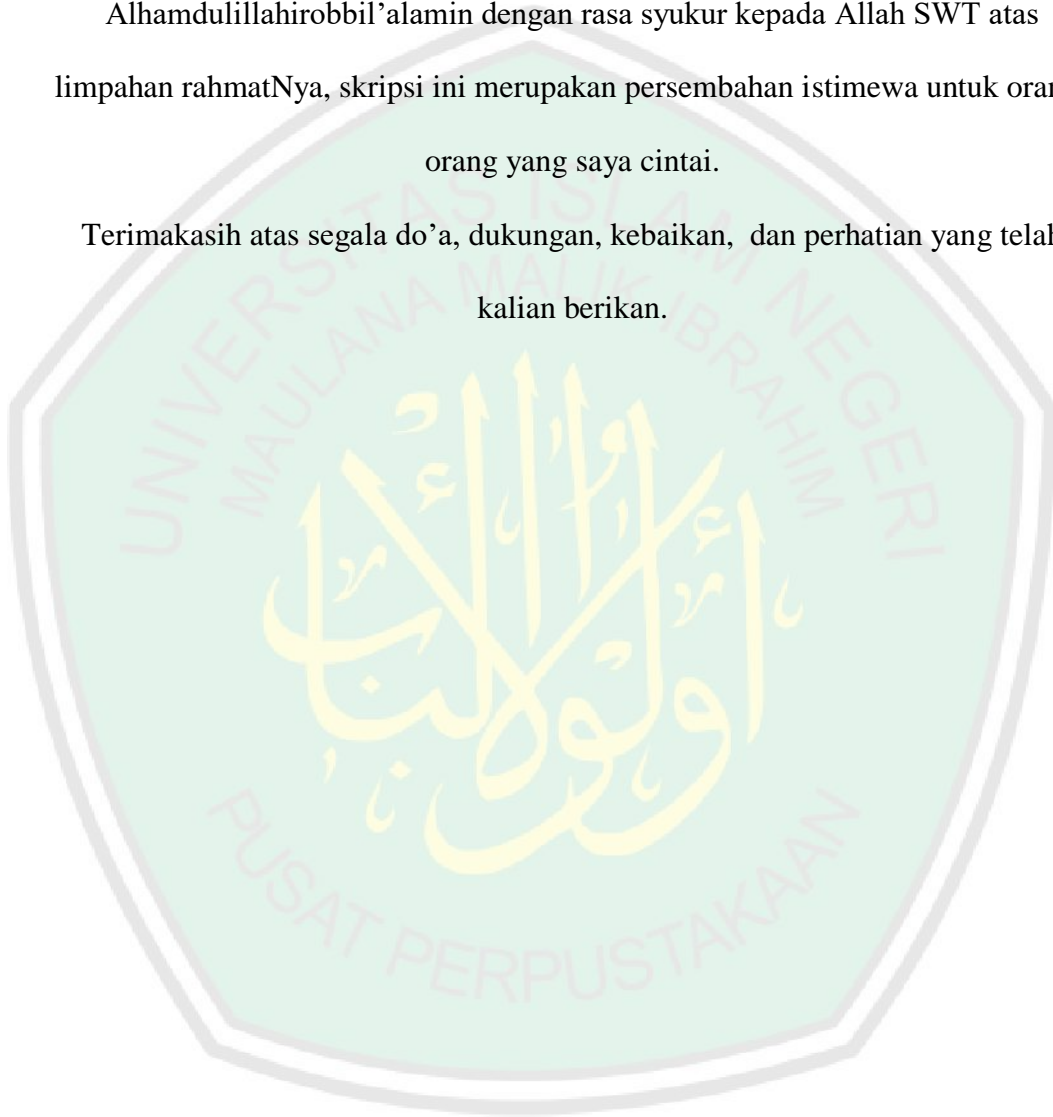 Alhamdulillahirobbil’alamin dengan rasa syukur kepada Allah SWT atas
limpahan rahmatNya, skripsi ini merupakan persembahan istimewa untuk
orang yang saya cintai.
Terimakasih atas segala do’a, dukungan, kebaikan, dan perhatian yang telah
kalian berikan.
UNIVERSITAS ISLAM NEGERI
MAULANA MALIK IBRAHIM
أولوا الألباب
PUSAT PERPUSTAKAAN